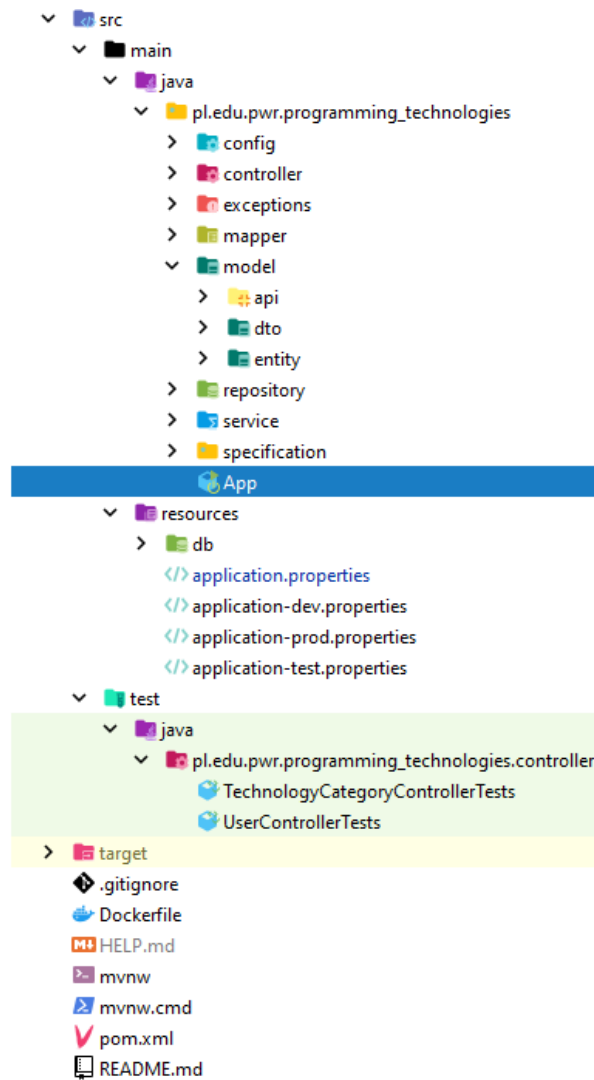 src
main
java
pl.edu.pwr.programming_technologies
config
controller
exceptions
mapper
model
api
dto
entity
repository
service
specification
App
resources
db
application.properties
application-dev.properties
application-prod.properties
application-test.properties
test
java
pl.edu.pwr.programming_technologies.controller
TechnologyCategoryControllerTests
UserControllerTests
target
.gitignore
Dockerfile
HELP.md
mvnw
mvnw.cmd
pom.xml
README.md